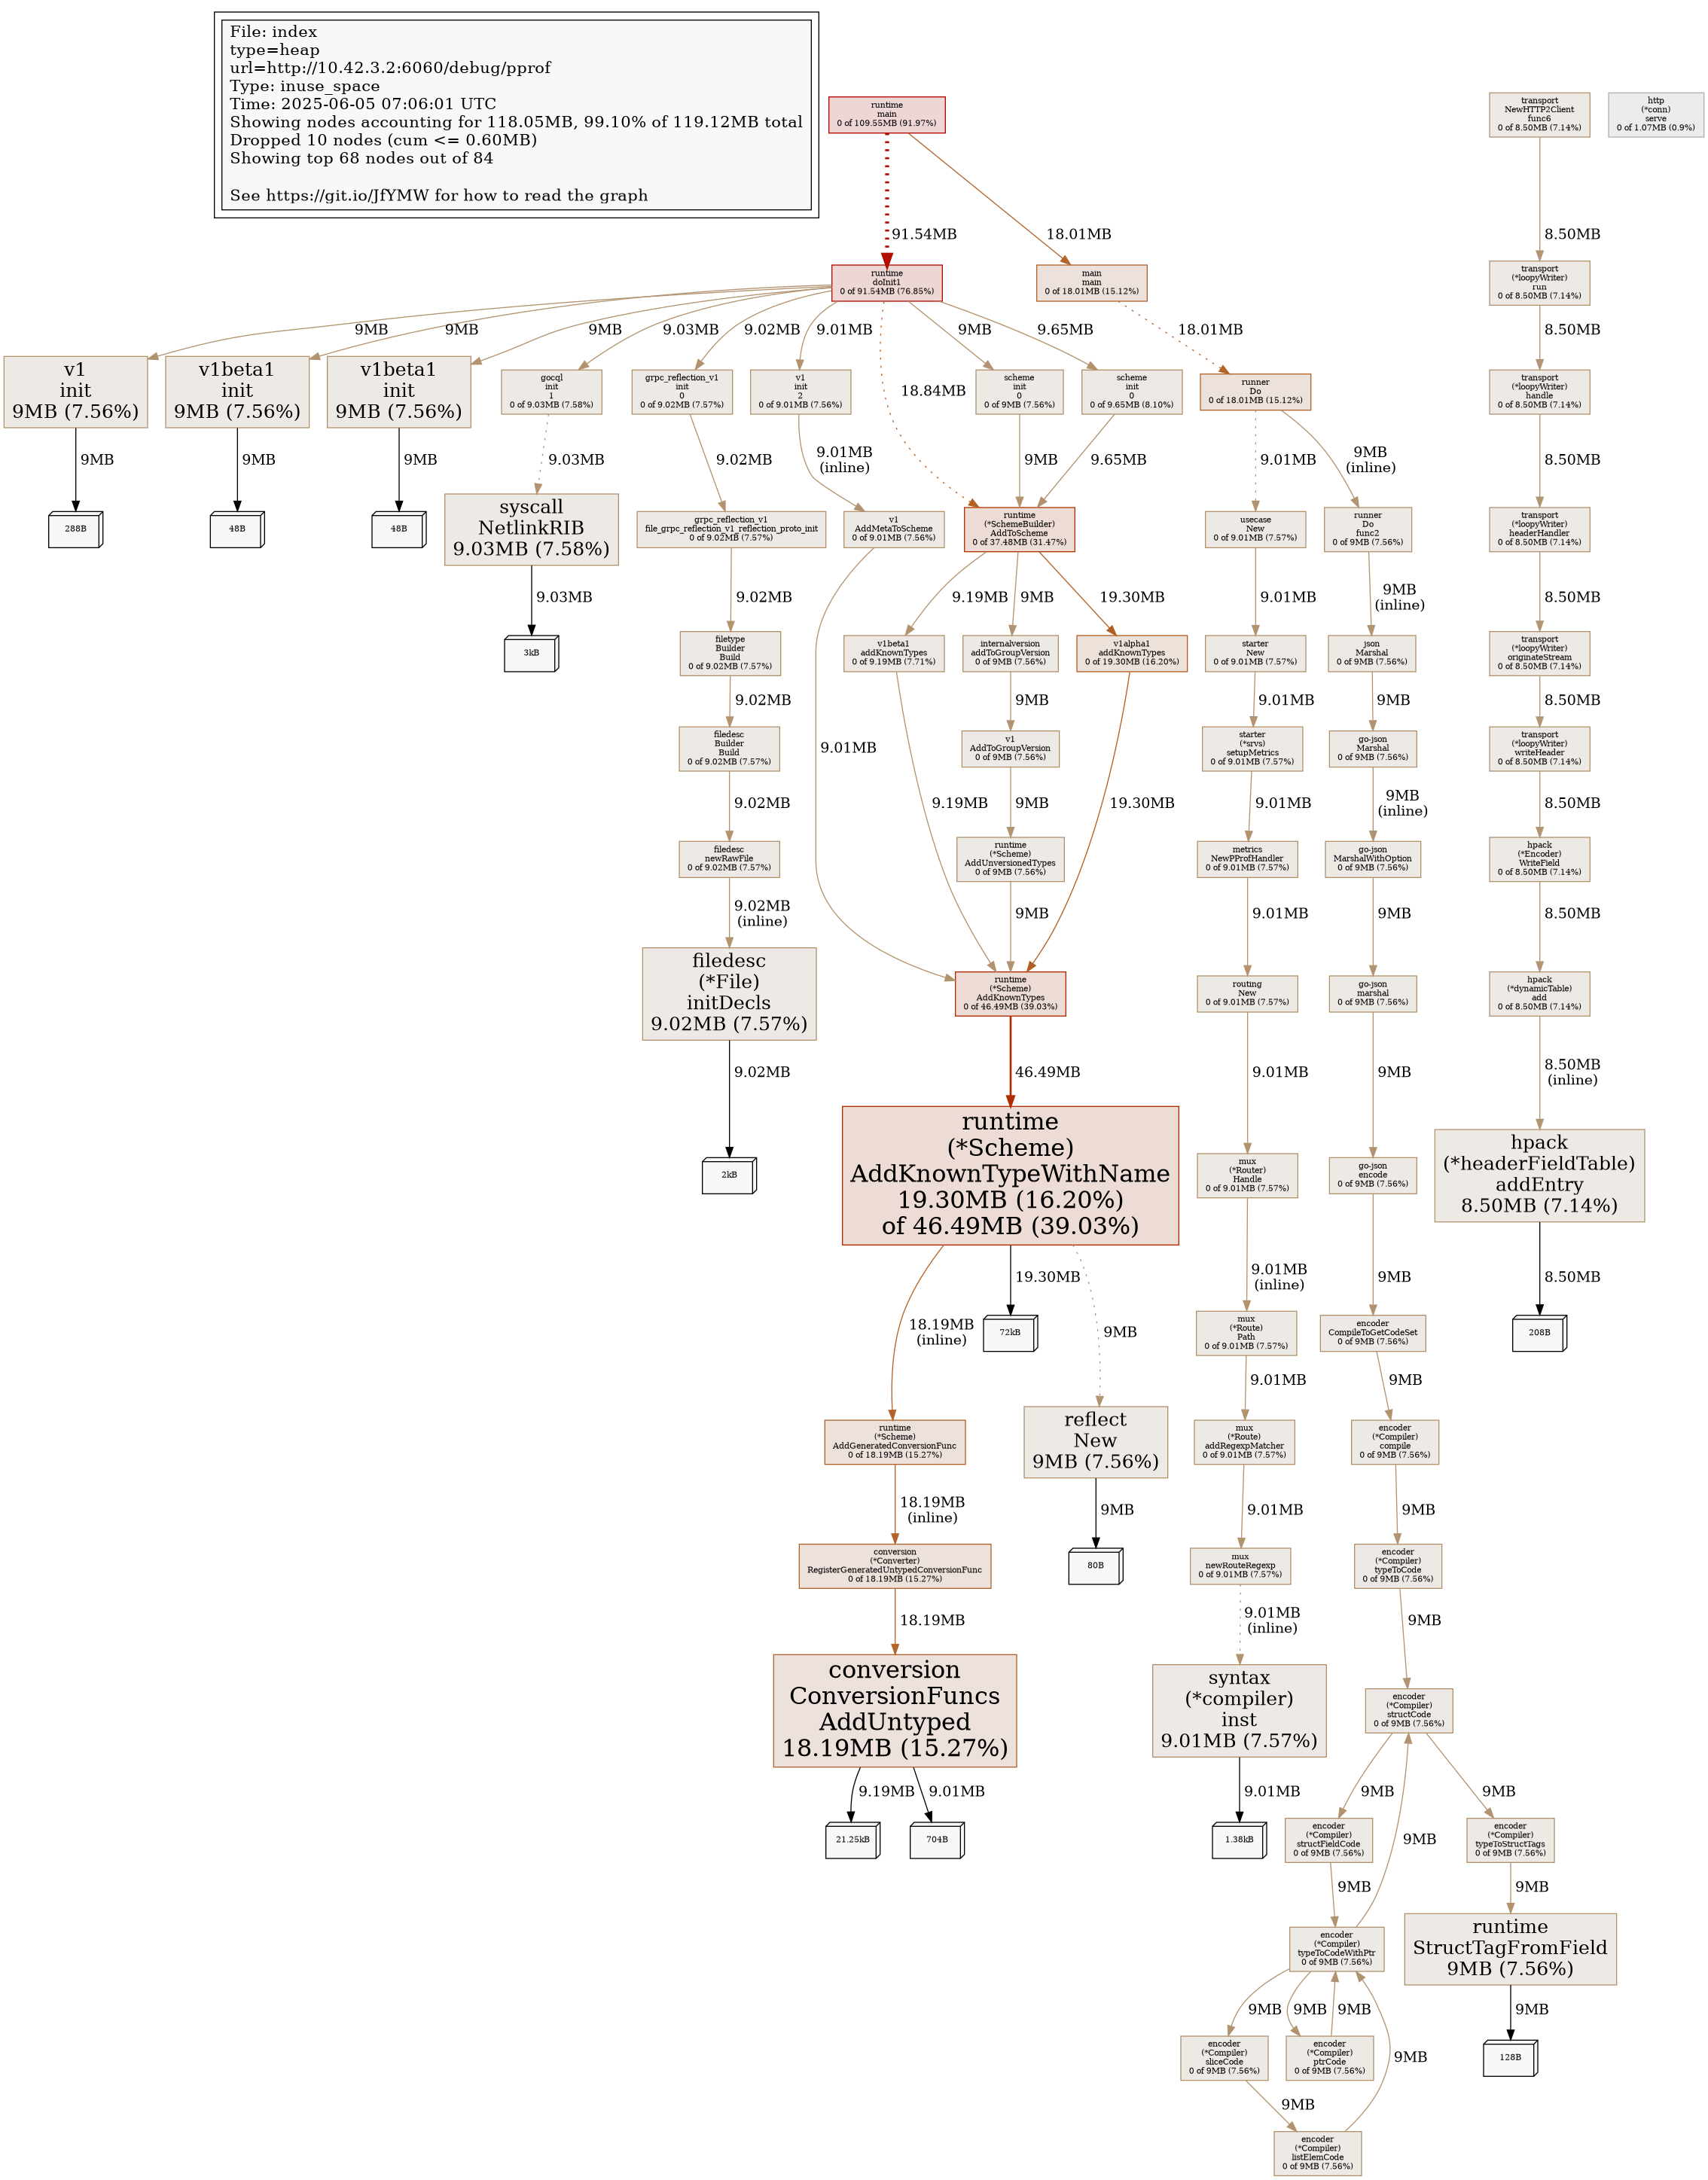 File: index
type=heap
url=http://10.42.3.2:6060/debug/pprof
Type: inuse_space
Time: 2025-06-05 07:06:01 UTC
Showing nodes accounting for 118.05MB, 99.10% of 119.12MB total
Dropped 10 nodes (cum <= 0.60MB)
Showing top 68 nodes out of 84
See https://git.io/JfYMW for how to read the graph
runtime
main
0 of 109.55MB (91.97%)
transport
NewHTTP2Client
func6
0 of 8.50MB (7.14%)
http
(*conn)
serve
0 of 1.07MB (0.9%)
91.54MB
18.01MB
8.50MB
runtime
doInit1
0 of 91.54MB (76.85%)
main
main
0 of 18.01MB (15.12%)
transport
(*loopyWriter)
run
0 of 8.50MB (7.14%)
9MB
9MB
9MB
9.03MB
9.02MB
9.01MB
18.84MB
9MB
9.65MB
18.01MB
8.50MB
v1
init
9MB (7.56%)
v1beta1
init
9MB (7.56%)
v1beta1
init
9MB (7.56%)
gocql
init
1
0 of 9.03MB (7.58%)
grpc_reflection_v1
init
0
0 of 9.02MB (7.57%)
v1
init
2
0 of 9.01MB (7.56%)
scheme
init
0
0 of 9MB (7.56%)
scheme
init
0
0 of 9.65MB (8.10%)
runner
Do
0 of 18.01MB (15.12%)
transport
(*loopyWriter)
handle
0 of 8.50MB (7.14%)
9MB
9MB
9MB
9.03MB
9.02MB
9.01MB
(inline)
9MB
9.65MB
9.01MB
9MB
(inline)
8.50MB
288B
48B
48B
syscall
NetlinkRIB
9.03MB (7.58%)
grpc_reflection_v1
file_grpc_reflection_v1_reflection_proto_init
0 of 9.02MB (7.57%)
v1
AddMetaToScheme
0 of 9.01MB (7.56%)
runtime
(*SchemeBuilder)
AddToScheme
0 of 37.48MB (31.47%)
usecase
New
0 of 9.01MB (7.57%)
runner
Do
func2
0 of 9MB (7.56%)
transport
(*loopyWriter)
headerHandler
0 of 8.50MB (7.14%)
9.03MB
9.02MB
9.19MB
9MB
19.30MB
9.01MB
9MB
(inline)
8.50MB
3kB
filetype
Builder
Build
0 of 9.02MB (7.57%)
v1beta1
addKnownTypes
0 of 9.19MB (7.71%)
internalversion
addToGroupVersion
0 of 9MB (7.56%)
v1alpha1
addKnownTypes
0 of 19.30MB (16.20%)
starter
New
0 of 9.01MB (7.57%)
json
Marshal
0 of 9MB (7.56%)
transport
(*loopyWriter)
originateStream
0 of 8.50MB (7.14%)
9.02MB
9MB
9.01MB
9MB
8.50MB
filedesc
Builder
Build
0 of 9.02MB (7.57%)
9.01MB
v1
AddToGroupVersion
0 of 9MB (7.56%)
starter
(*srvs)
setupMetrics
0 of 9.01MB (7.57%)
go-json
Marshal
0 of 9MB (7.56%)
transport
(*loopyWriter)
writeHeader
0 of 8.50MB (7.14%)
9.02MB
9.19MB
9MB
19.30MB
9.01MB
9MB
(inline)
8.50MB
filedesc
newRawFile
0 of 9.02MB (7.57%)
runtime
(*Scheme)
AddUnversionedTypes
0 of 9MB (7.56%)
metrics
NewPProfHandler
0 of 9.01MB (7.57%)
go-json
MarshalWithOption
0 of 9MB (7.56%)
hpack
(*Encoder)
WriteField
0 of 8.50MB (7.14%)
9.02MB
(inline)
9MB
9.01MB
9MB
8.50MB
filedesc
(*File)
initDecls
9.02MB (7.57%)
runtime
(*Scheme)
AddKnownTypes
0 of 46.49MB (39.03%)
routing
New
0 of 9.01MB (7.57%)
go-json
marshal
0 of 9MB (7.56%)
hpack
(*dynamicTable)
add
0 of 8.50MB (7.14%)
9.02MB
46.49MB
9.01MB
9MB
8.50MB
(inline)
2kB
runtime
(*Scheme)
AddKnownTypeWithName
19.30MB (16.20%)
of 46.49MB (39.03%)
mux
(*Router)
Handle
0 of 9.01MB (7.57%)
go-json
encode
0 of 9MB (7.56%)
hpack
(*headerFieldTable)
addEntry
8.50MB (7.14%)
18.19MB
(inline)
19.30MB
9MB
9.01MB
(inline)
9MB
8.50MB
72kB
mux
(*Route)
Path
0 of 9.01MB (7.57%)
encoder
CompileToGetCodeSet
0 of 9MB (7.56%)
208B
9.01MB
9MB
runtime
(*Scheme)
AddGeneratedConversionFunc
0 of 18.19MB (15.27%)
reflect
New
9MB (7.56%)
mux
(*Route)
addRegexpMatcher
0 of 9.01MB (7.57%)
encoder
(*Compiler)
compile
0 of 9MB (7.56%)
18.19MB
(inline)
9MB
9.01MB
9MB
conversion
(*Converter)
RegisterGeneratedUntypedConversionFunc
0 of 18.19MB (15.27%)
80B
mux
newRouteRegexp
0 of 9.01MB (7.57%)
encoder
(*Compiler)
typeToCode
0 of 9MB (7.56%)
18.19MB
9.01MB
(inline)
9MB
conversion
ConversionFuncs
AddUntyped
18.19MB (15.27%)
syntax
(*compiler)
inst
9.01MB (7.57%)
encoder
(*Compiler)
structCode
0 of 9MB (7.56%)
9.19MB
9.01MB
9.01MB
9MB
9MB
21.25kB
704B
1.38kB
encoder
(*Compiler)
structFieldCode
0 of 9MB (7.56%)
9MB
encoder
(*Compiler)
typeToStructTags
0 of 9MB (7.56%)
9MB
9MB
encoder
(*Compiler)
typeToCodeWithPtr
0 of 9MB (7.56%)
runtime
StructTagFromField
9MB (7.56%)
9MB
9MB
9MB
9MB
encoder
(*Compiler)
sliceCode
0 of 9MB (7.56%)
encoder
(*Compiler)
ptrCode
0 of 9MB (7.56%)
9MB
128B
9MB
encoder
(*Compiler)
listElemCode
0 of 9MB (7.56%)